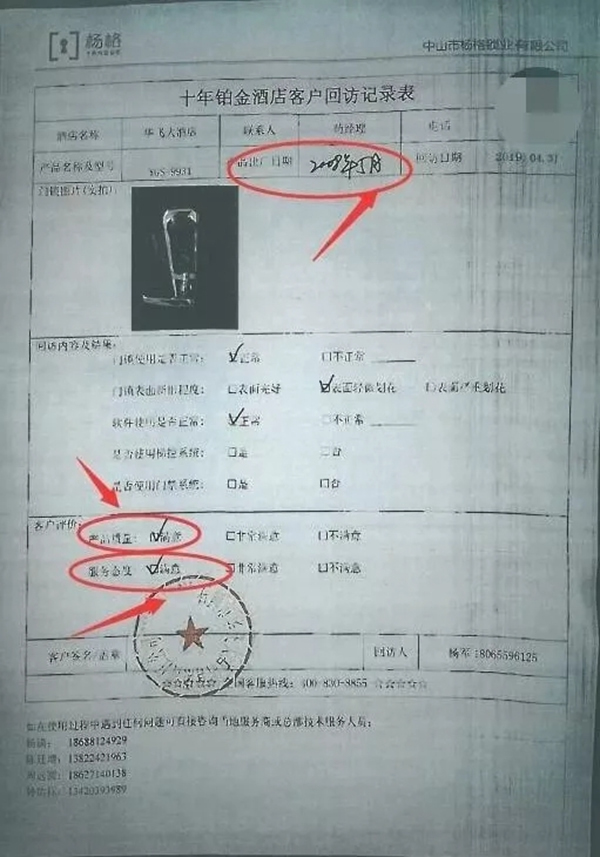 杨格
中山市杨格锁业有限公司
十年铂金酒店客户回访记录表
酒店名称 华飞大酒店 联系人 经理 电话
产品名称及型号 品出厂日期 2009年5月 回访日期 2019.04.31
门锁图片(实拍)
回访内容及结果:
门锁使用是否正常: 正常 不正常
门锁表面新旧程度: 表面完好 表面轻微划花 表面严重划花
软件使用是否正常: 正常 不正常
是否使用梯控系统: 是 否
是否使用门禁系统: 是 否
客户评价:
产品质量: 满意 非常满意 不满意
服务态度 满意 非常满意 不满意
客户签名/盖章 回访人 杨军 18065596125
☆☆☆☆☆ 全国客服热线: 400-830-8855 ☆☆☆☆☆
如在使用过程中遇到任何问题可直接咨询当地服务商或总部技术服务人员:
18688124929
13822421963
18627140138
13420393989